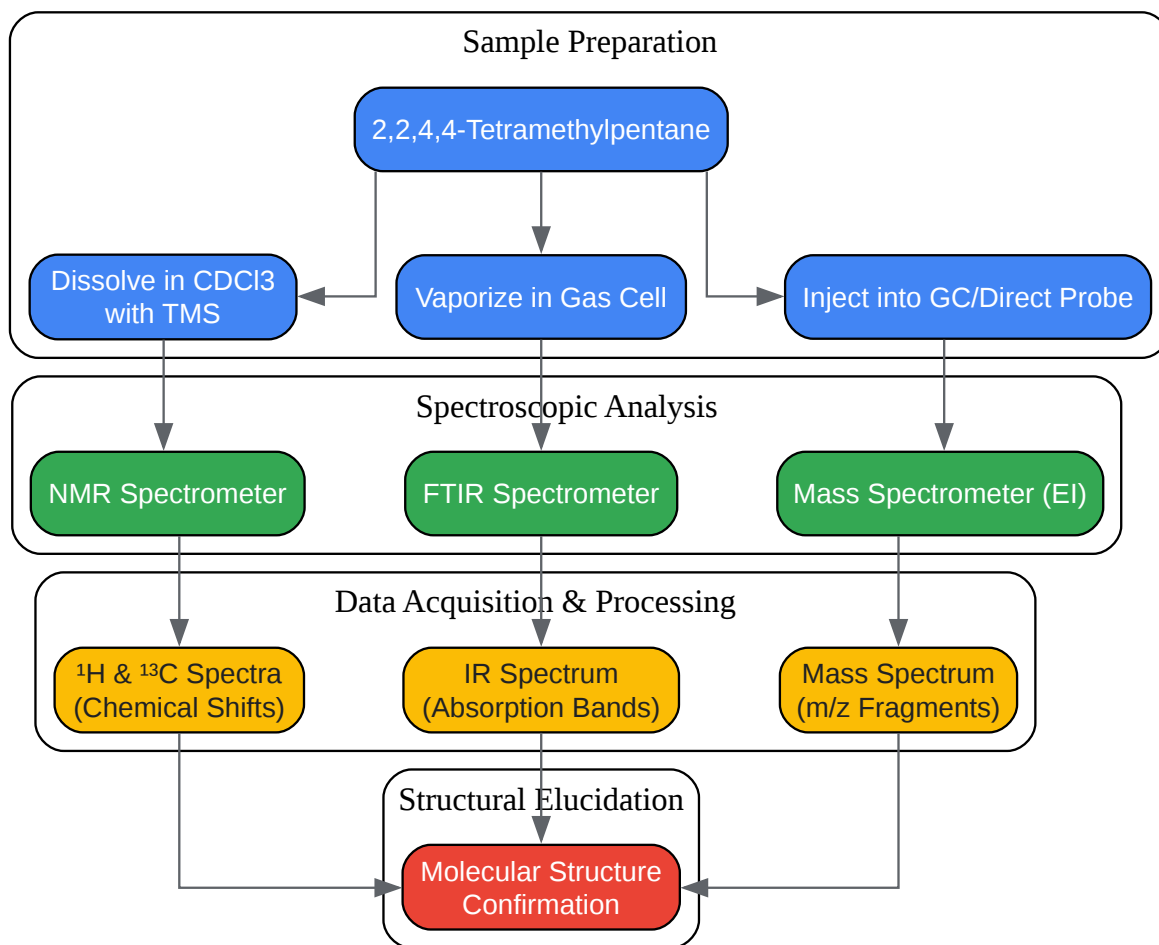 Sample Preparation
2,2,4,4-Tetramethylpentane
Dissolve in CDCl3
with TMS
Vaporize in Gas Cell
Inject into GC/Direct Probe
Spectroscopic Analysis
NMR Spectrometer
FTIR Spectrometer
Mass Spectrometer (EI)
Data Acquisition & Processing
¹H & ¹³C Spectra
(Chemical Shifts)
IR Spectrum
(Absorption Bands)
Mass Spectrum
(m/z Fragments)
Structural Elucidation
Molecular Structure
Confirmation